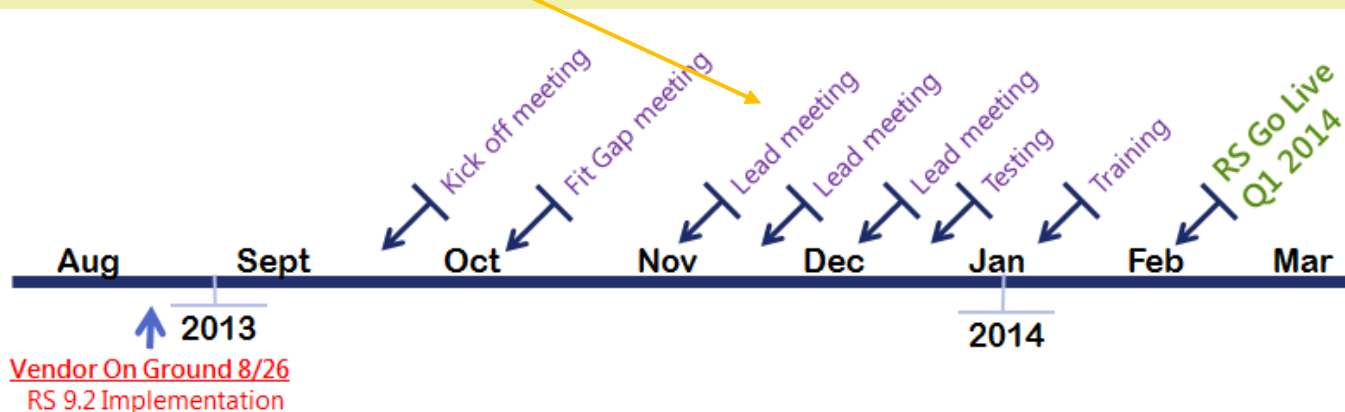 Kick off meeting
Fit Gap meeting
Lead meeting
Lead meeting
Lead meeting
Testing
Training
RS Go Live
Q1 2014
Aug Sept Oct Nov Dec Jan Feb Mar
2013 2014
Vendor On Ground 8/26
RS 9.2 Implementation